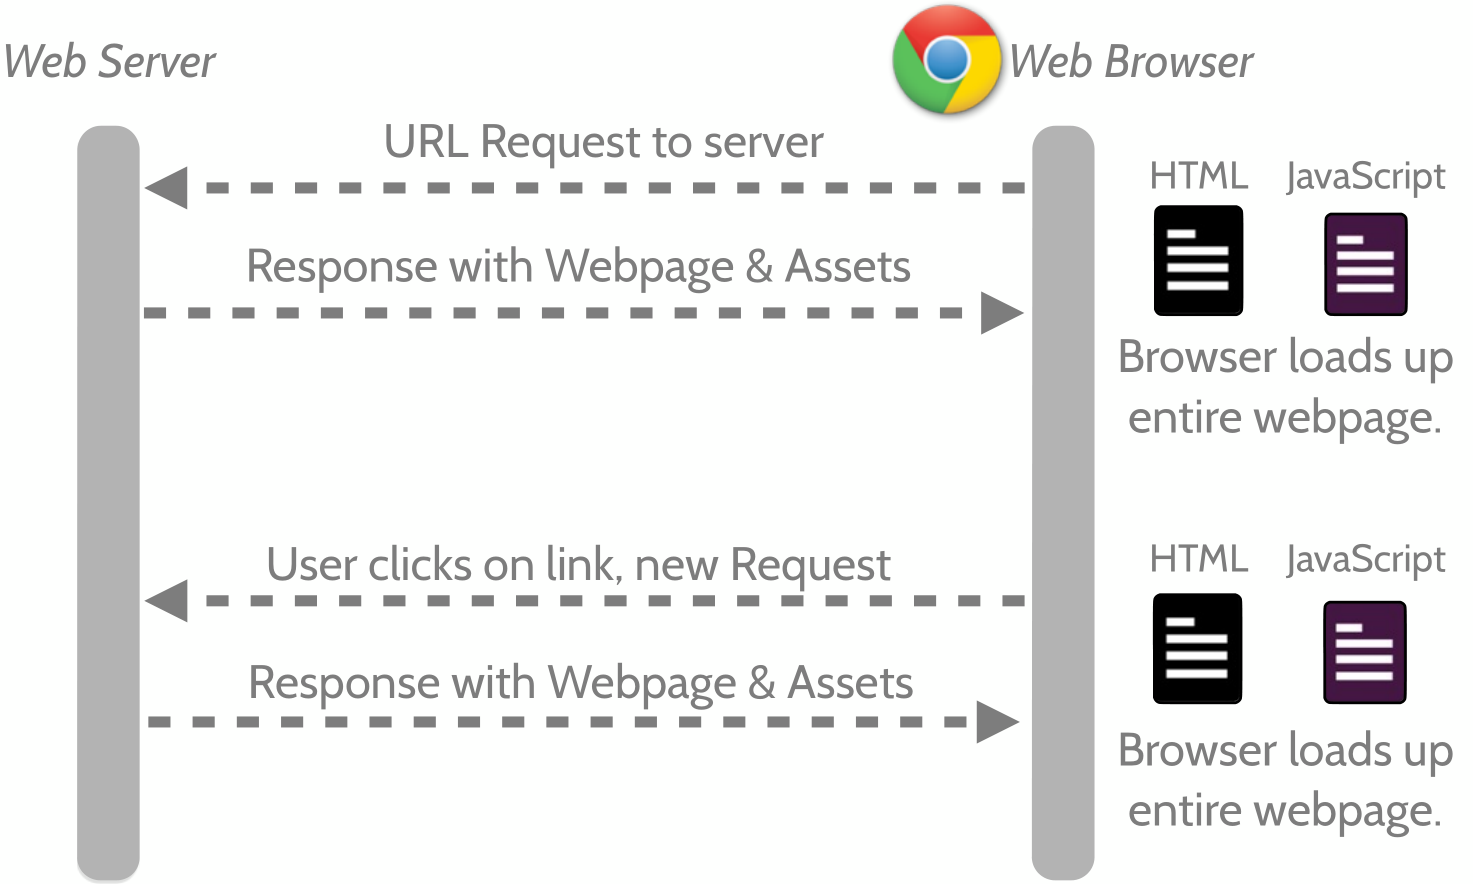 Web Server
Web Browser
URL Request to server
HTML
JavaScript
Response with Webpage & Assets
Browser loads up
entire webpage.
User clicks on link, new Request
HTML
JavaScript
Response with Webpage & Assets
Browser loads up
entire webpage.